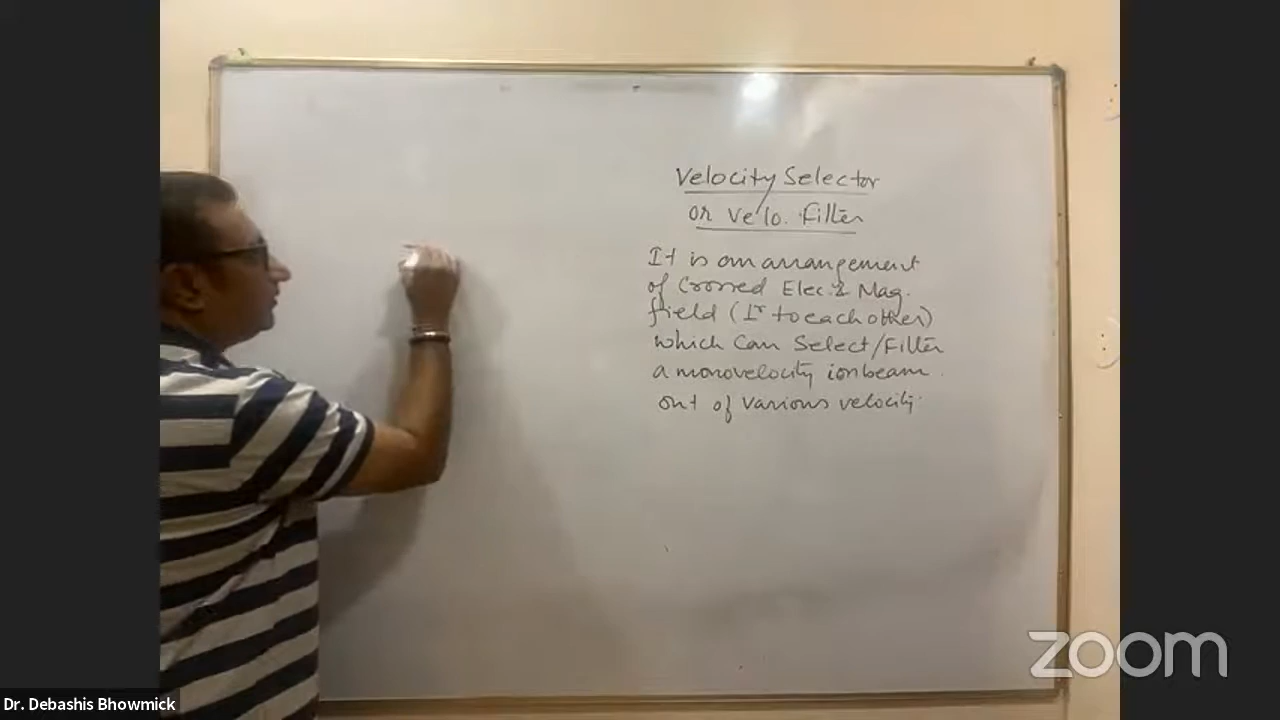 Velocity Selector
or velo. Filter
It is an arrangement
of Crossed Elec. & Mag.
field (⊥r to each other)
which can Select/Filter
a monovelocity ion beam
out of various velocity.
zoom
Dr. Debashis Bhowmick